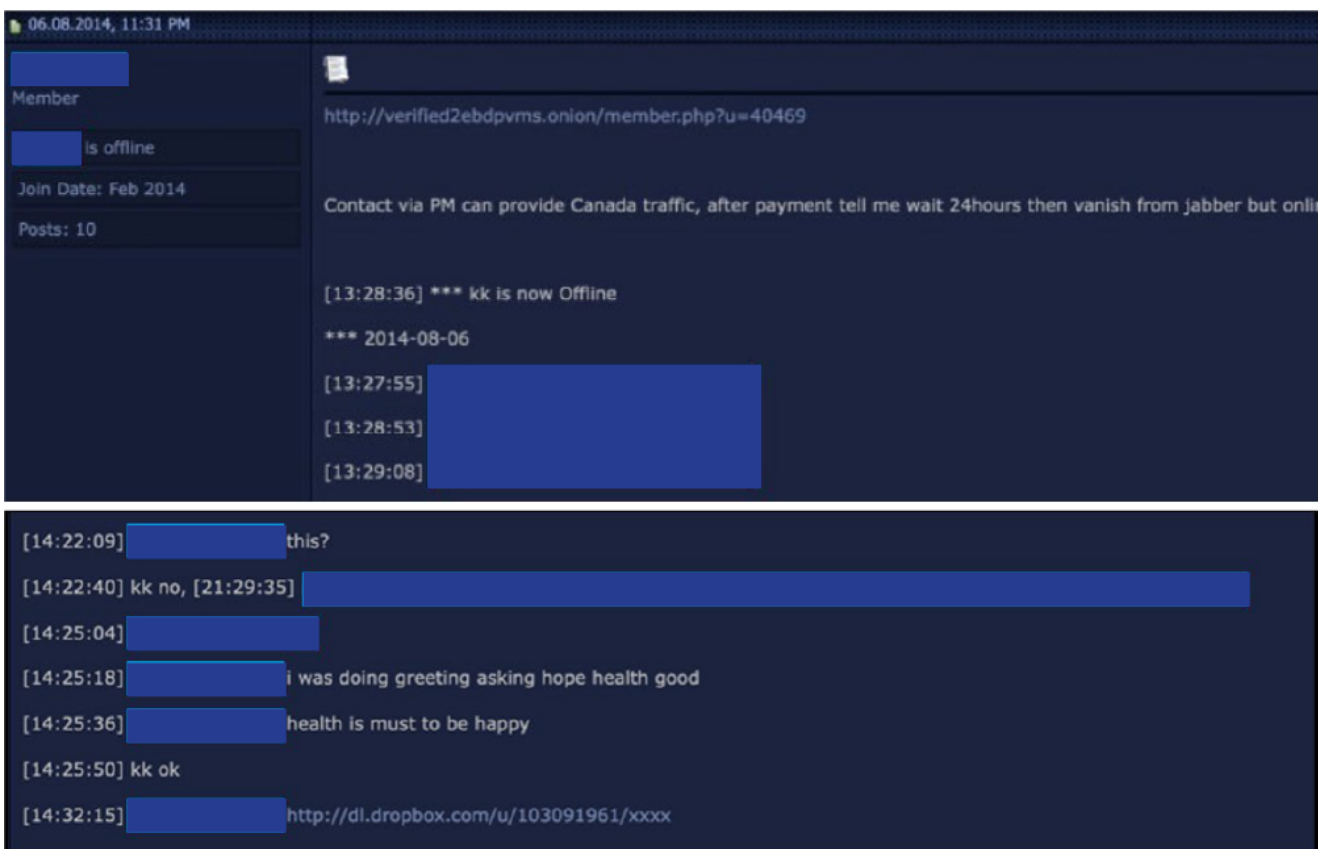 06.08.2014, 11:31 PM
Member
is offline
Join Date: Feb 2014
Posts: 10
http://verified2ebdpvms.onion/member.php?u=40469
Contact via PM can provide Canada traffic, after payment tell me wait 24hours then vanish from jabber but onli
[13:28:36] *** kk is now Offline
*** 2014-08-06
[13:27:55]
[13:28:53]
[13:29:08]
[14:22:09] this?
[14:22:40] kk no, [21:29:35]
[14:25:04]
[14:25:18] i was doing greeting asking hope health good
[14:25:36] health is must to be happy
[14:25:50] kk ok
[14:32:15] http://dl.dropbox.com/u/103091961/xxxx